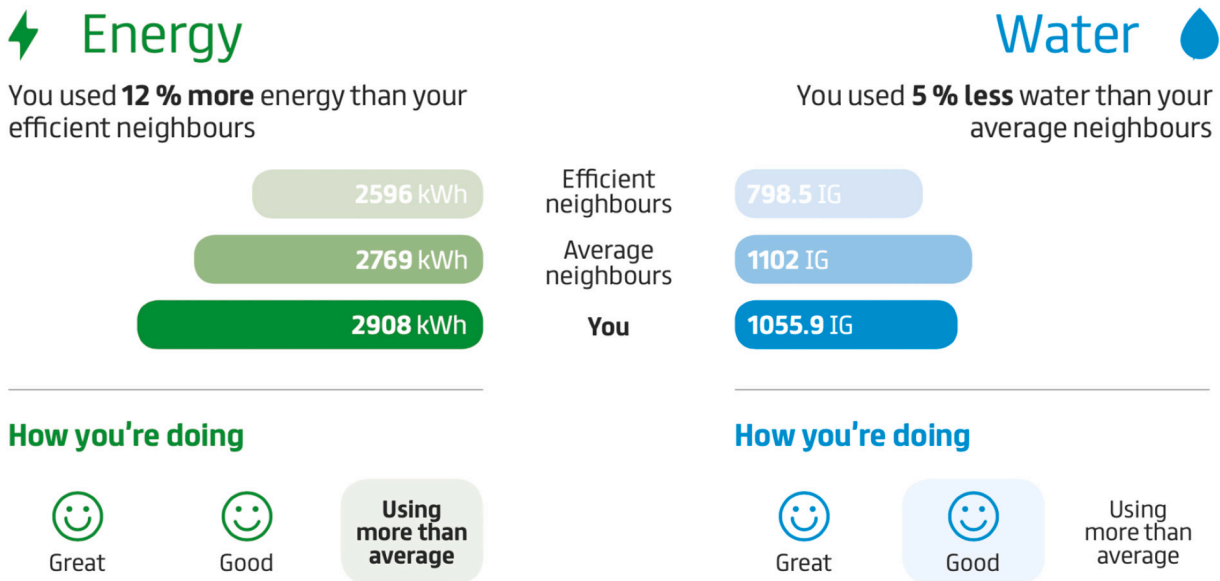 Energy
You used 12 % more energy than your
efficient neighbours
Water
You used 5 % less water than your
average neighbours
2596 kWh
Efficient
neighbours
798.5 IG
2769 kWh
Average
neighbours
1102 IG
2908 kWh
You
1055.9 IG
How you're doing
Great
Good
Using
more than
average
How you're doing
Great
Good
Using
more than
average